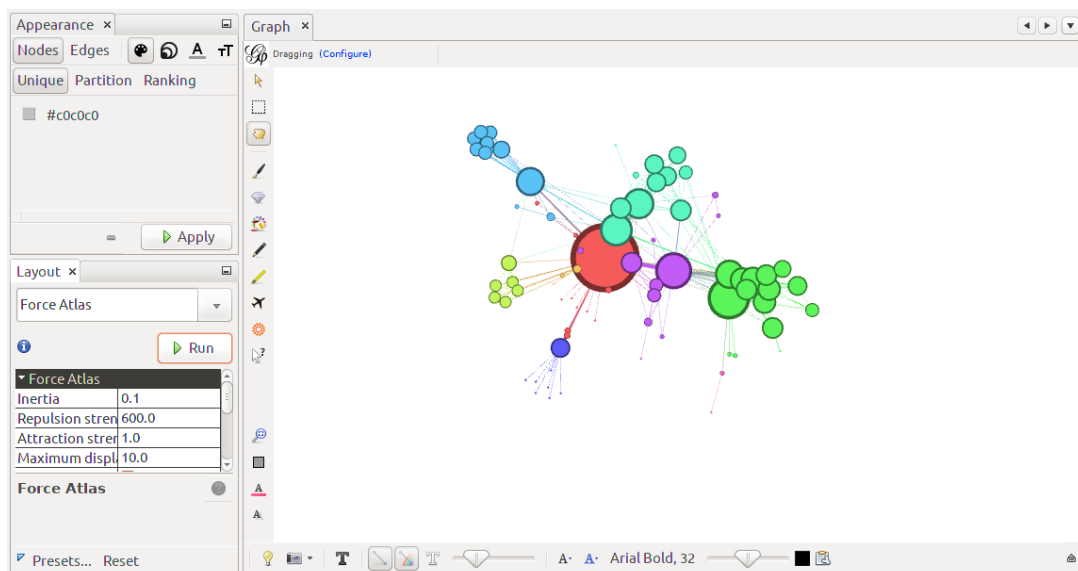 Appearance ×
Nodes Edges A TT
Unique Partition Ranking
#c0c0c0
Apply
Layout ×
Force Atlas
Run
Force Atlas
Inertia 0.1
Repulsion stren 600.0
Attraction strer 1.0
Maximum displ 10.0
Force Atlas
Presets... Reset
Graph ×
Dragging (Configure)
?
A
A
T T A- A- Arial Bold, 32